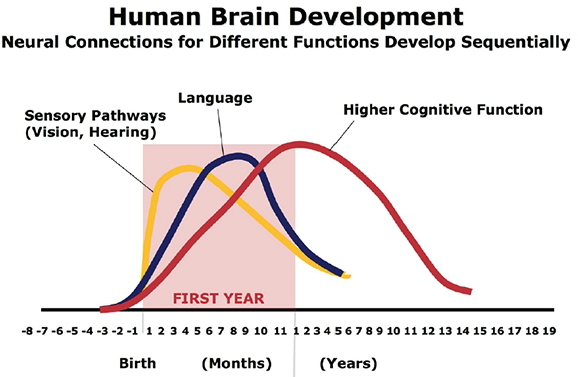 Human Brain Development
Neural Connections for Different Functions Develop Sequentially
Language
Sensory Pathways
(Vision, Hearing)
Higher Cognitive Function
FIRST YEAR
-8 -7 -6 -5 -4 -3 -2 -1 1 2 3 4 5 6 7 8 9 10 11 1 2 3 4 5 6 7 8 9 10 11 12 13 14 15 16 17 18 19
Birth (Months) (Years)